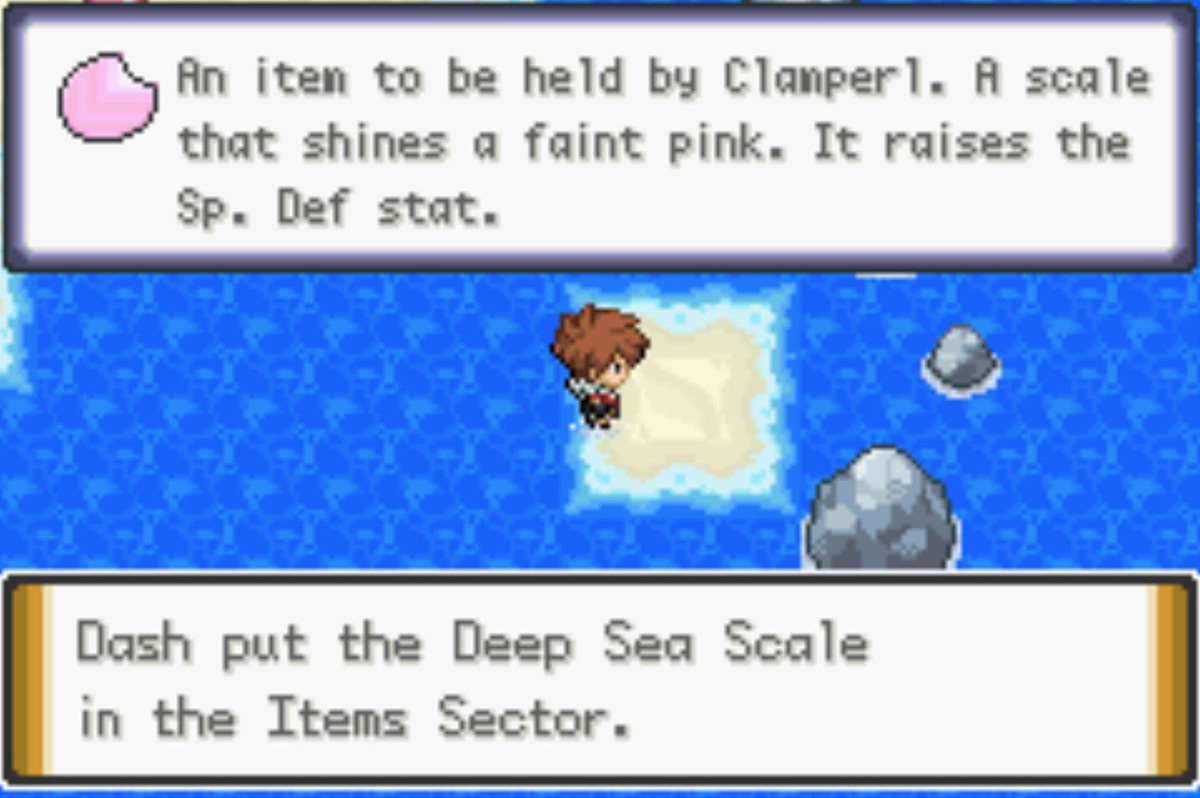 An item to be held by Clamperl. A scale
that shines a faint pink. It raises the
Sp. Def stat.
Dash put the Deep Sea Scale
in the Items Sector.